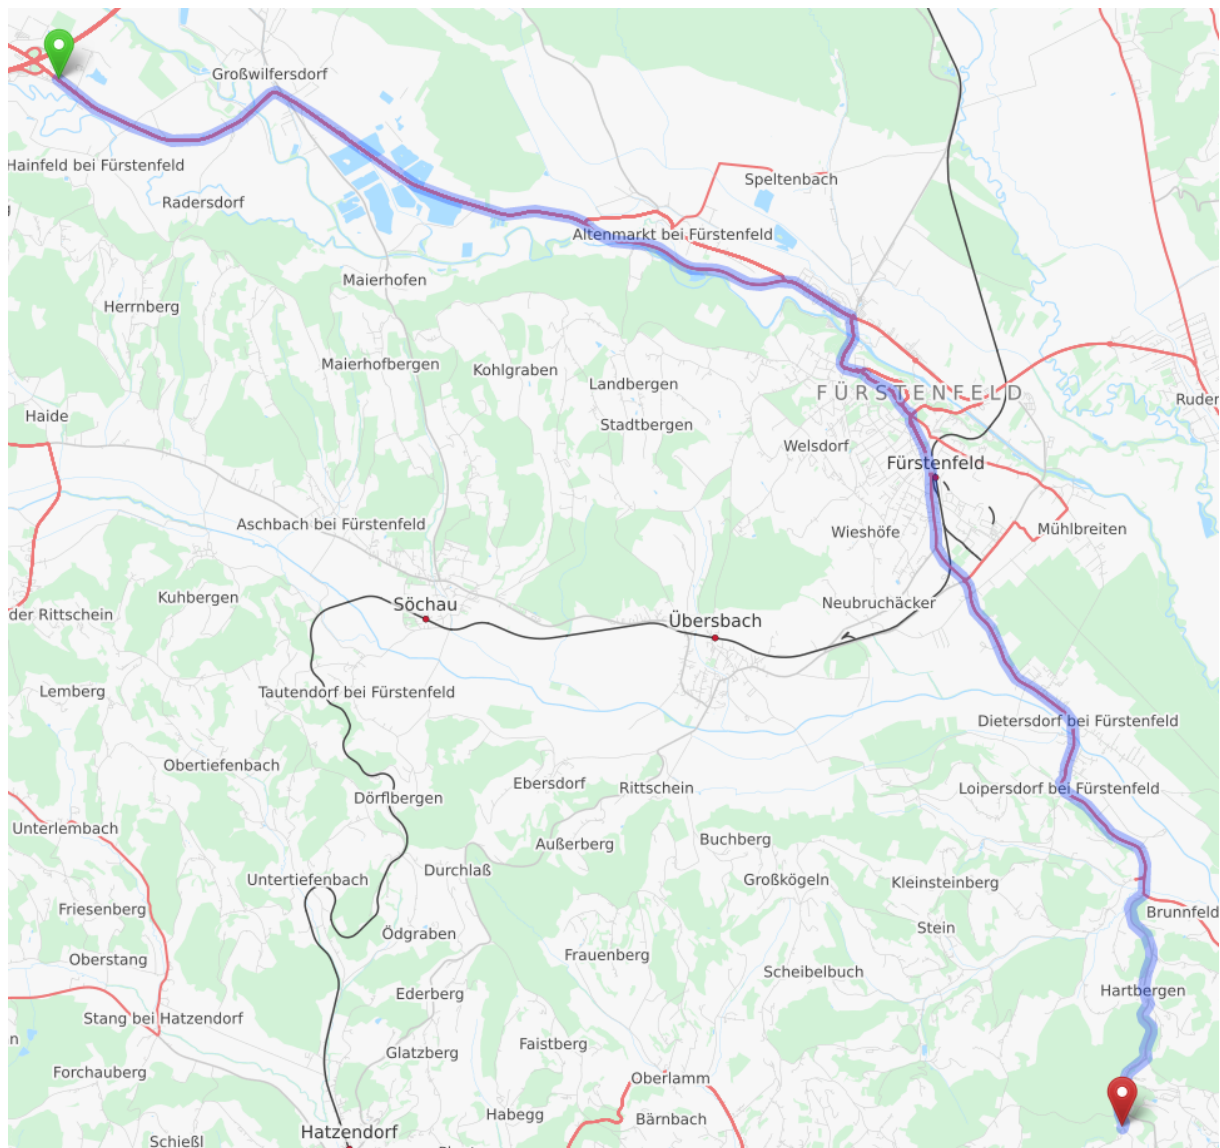 Großwilfersdorf
Hainfeld bei Fürstenfeld
Speltenbach
Radersdorf
Altenmarkt bei Fürstenfeld
Maierhofen
Herrnberg
Maierhofbergen
Kohlgraben
Landbergen
FÜRSTENFELD
Ruder
Haide
Stadtbergen
Welsdorf
Fürstenfeld
Aschbach bei Fürstenfeld
Wieshöfe
Mühlbreiten
Kuhbergen
Söchau
Neubruchäcker
der Rittschein
Übersbach
Lemberg
Tautendorf bei Fürstenfeld
Dietersdorf bei Fürstenfeld
Obertiefenbach
Ebersdorf
Rittschein
Loipersdorf bei Fürstenfeld
Dörflbergen
Unterlembach
Außerberg
Buchberg
Durchlaß
Untertiefenbach
Großkögeln
Kleinsteinberg
Friesenberg
Brunnfeld
Ödgraben
Stein
Oberstang
Frauenberg
Scheibelbuch
Ederberg
Hartbergen
Stang bei Hatzendorf
n
Glatzberg
Faistberg
Forchauberg
Oberlamm
Habegg
Bärnbach
Hatzendorf
Schießl